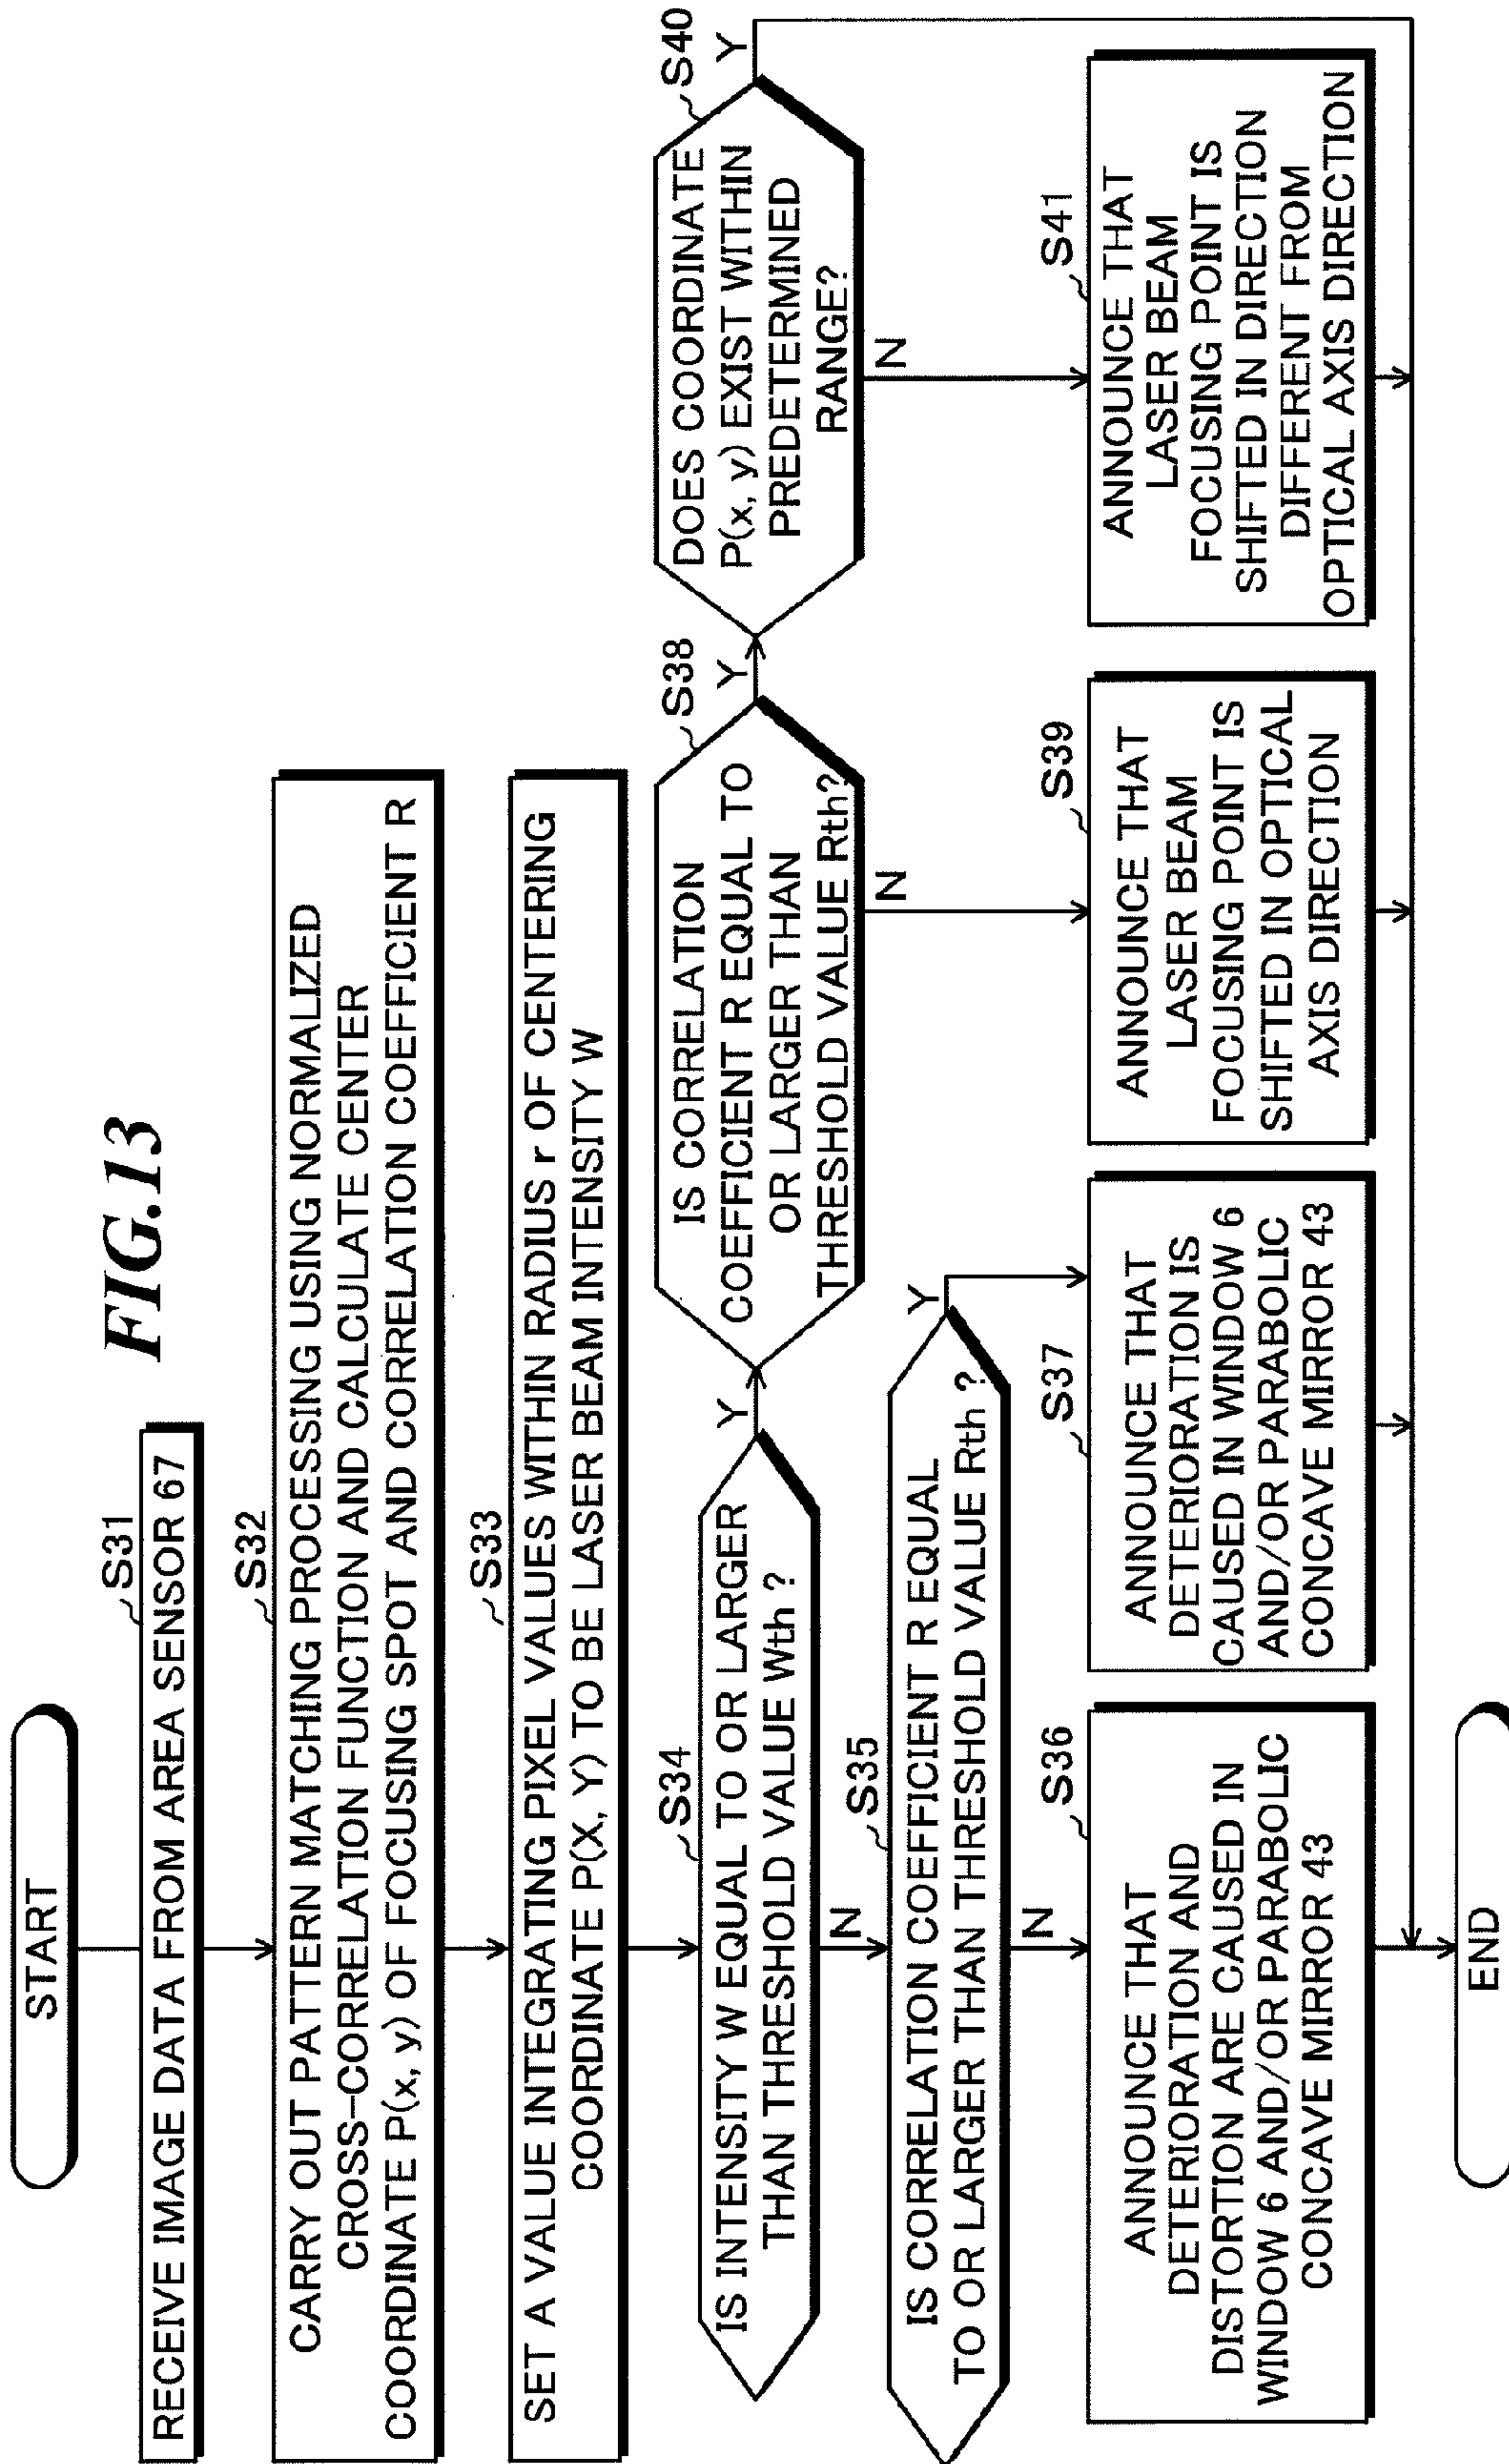 FIG.13
START
S31
RECEIVE IMAGE DATA FROM AREA SENSOR 67
S32
CARRY OUT PATTERN MATCHING PROCESSING USING NORMALIZED
CROSS-CORRELATION FUNCTION AND CALCULATE CENTER
COORDINATE P(x, y) OF FOCUSING SPOT AND CORRELATION COEFFICIENT R
S33
SET A VALUE INTEGRATING PIXEL VALUES WITHIN RADIUS r OF CENTERING
COORDINATE P(X, Y) TO BE LASER BEAM INTENSITY W
S34
IS INTENSITY W EQUAL TO OR LARGER
THAN THRESHOLD VALUE Wth ?
Y
N
S35
IS CORRELATION COEFFICIENT R EQUAL
TO OR LARGER THAN THRESHOLD VALUE Rth ?
Y
N
S36
ANNOUNCE THAT
DETERIORATION AND
DISTORTION ARE CAUSED IN
WINDOW 6 AND/OR PARABOLIC
CONCAVE MIRROR 43
S37
ANNOUNCE THAT
DETERIORATION IS
CAUSED IN WINDOW 6
AND/OR PARABOLIC
CONCAVE MIRROR 43
S38
IS CORRELATION
COEFFICIENT R EQUAL TO
OR LARGER THAN
THRESHOLD VALUE Rth?
Y
N
S39
ANNOUNCE THAT
LASER BEAM
FOCUSING POINT IS
SHIFTED IN OPTICAL
AXIS DIRECTION
S40
DOES COORDINATE
P(x, y) EXIST WITHIN
PREDETERMINED
RANGE?
Y
N
S41
ANNOUNCE THAT
LASER BEAM
FOCUSING POINT IS
SHIFTED IN DIRECTION
DIFFERENT FROM
OPTICAL AXIS DIRECTION
END